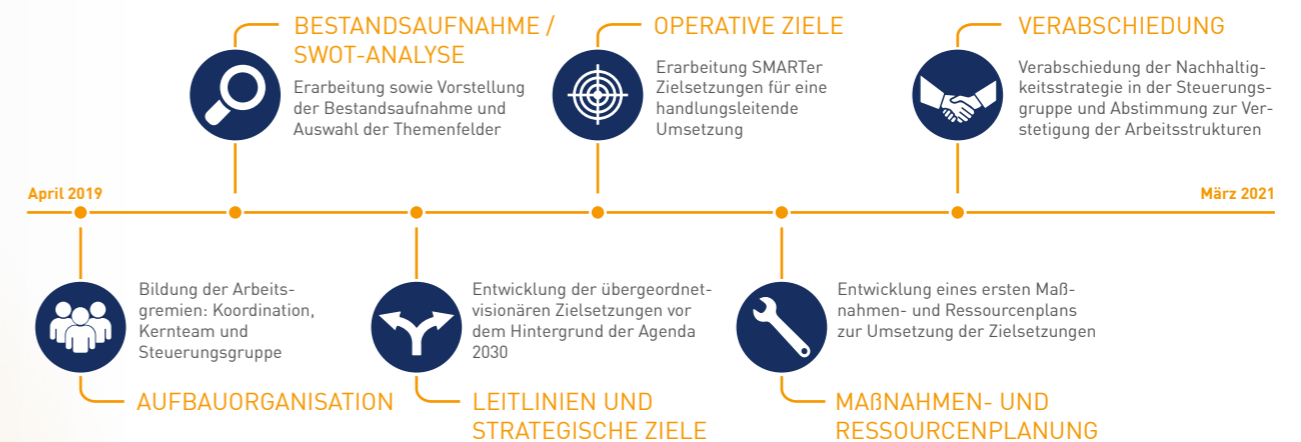 BESTANDSAUFNAHME /
SWOT-ANALYSE
Erarbeitung sowie Vorstellung
der Bestandsaufnahme und
Auswahl der Themenfelder
OPERATIVE ZIELE
Erarbeitung SMARTer
Zielsetzungen für eine
handlungsleitende
Umsetzung
VERABSCHIEDUNG
Verabschiedung der Nachhaltig-
keitsstrategie in der Steuerungs-
gruppe und Abstimmung zur Ver-
stetigung der Arbeitsstrukturen
April 2019
März 2021
Bildung der Arbeits-
gremien: Koordination,
Kernteam und
Steuerungsgruppe
AUFBAUORGANISATION
Entwicklung der übergeordnet-
visionären Zielsetzungen vor
dem Hintergrund der Agenda
2030
LEITLINIEN UND
STRATEGISCHE ZIELE
Entwicklung eines ersten Maß-
nahmen- und Ressourcenplans
zur Umsetzung der Zielsetzungen
MAßNAHMEN- UND
RESSOURCENPLANUNG